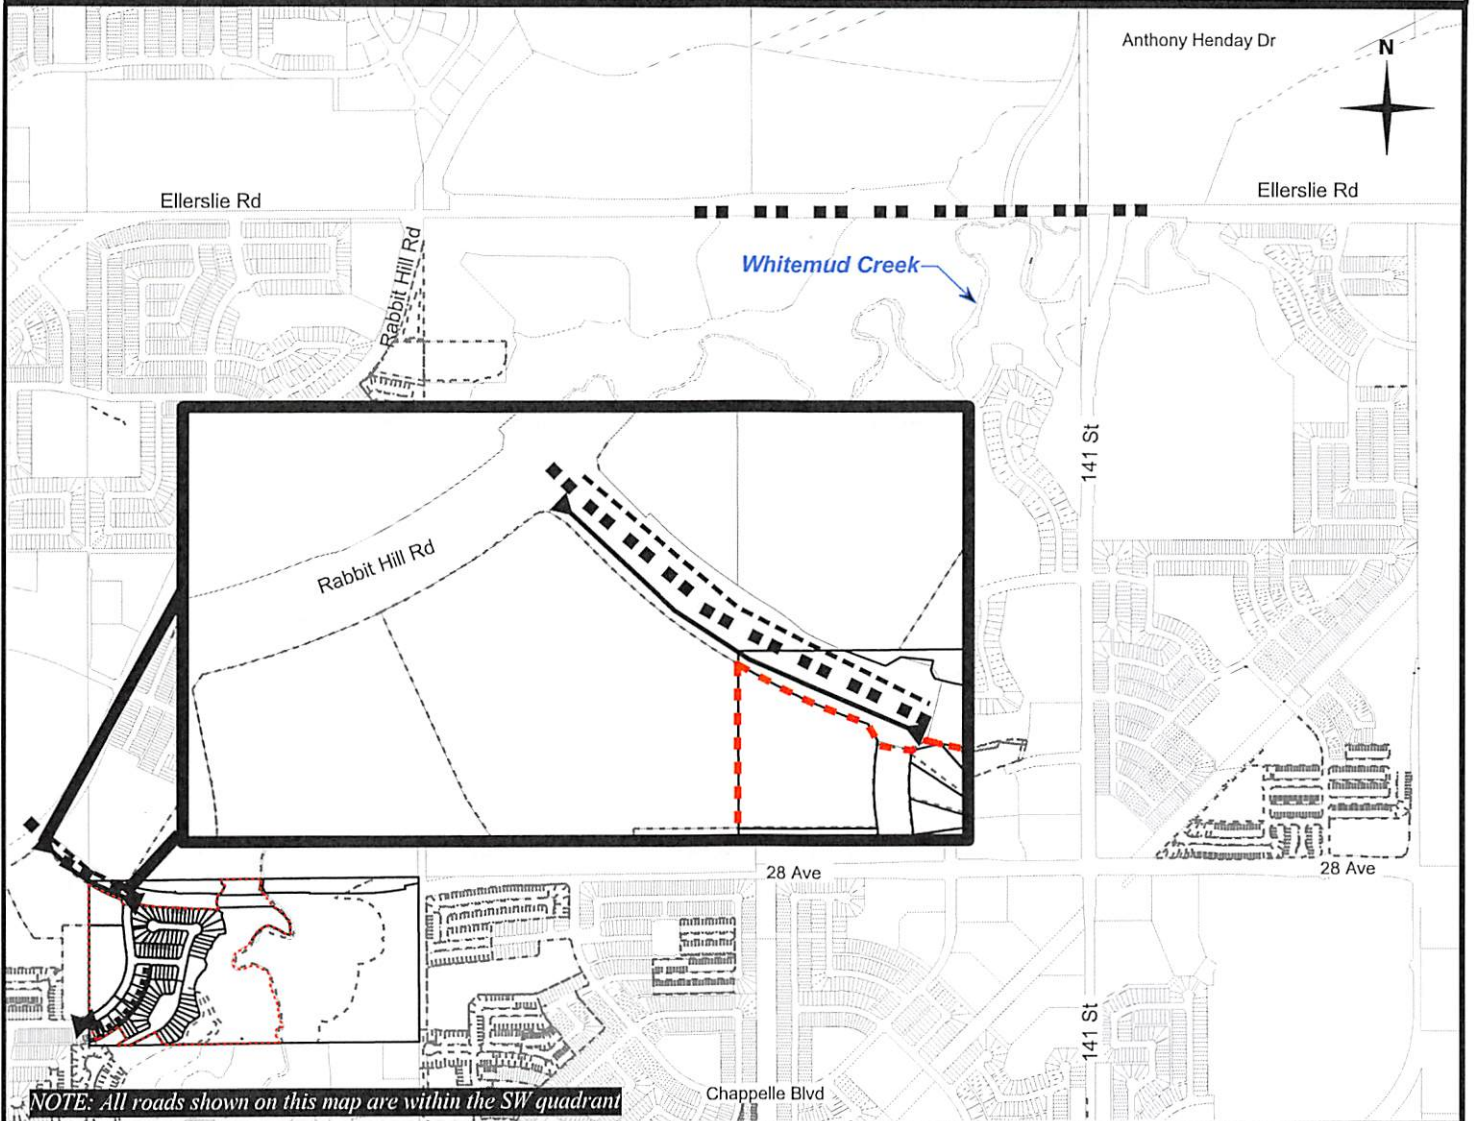 Anthony Henday Dr
N
Ellerslie Rd
Ellerslie Rd
Rabbit Hill Rd
Whitemud Creek
141 St
Rabbit Hill Rd
28 Ave
28 Ave
141 St
Chappelle Blvd
NOTE: All roads shown on this map are within the SW quadrant